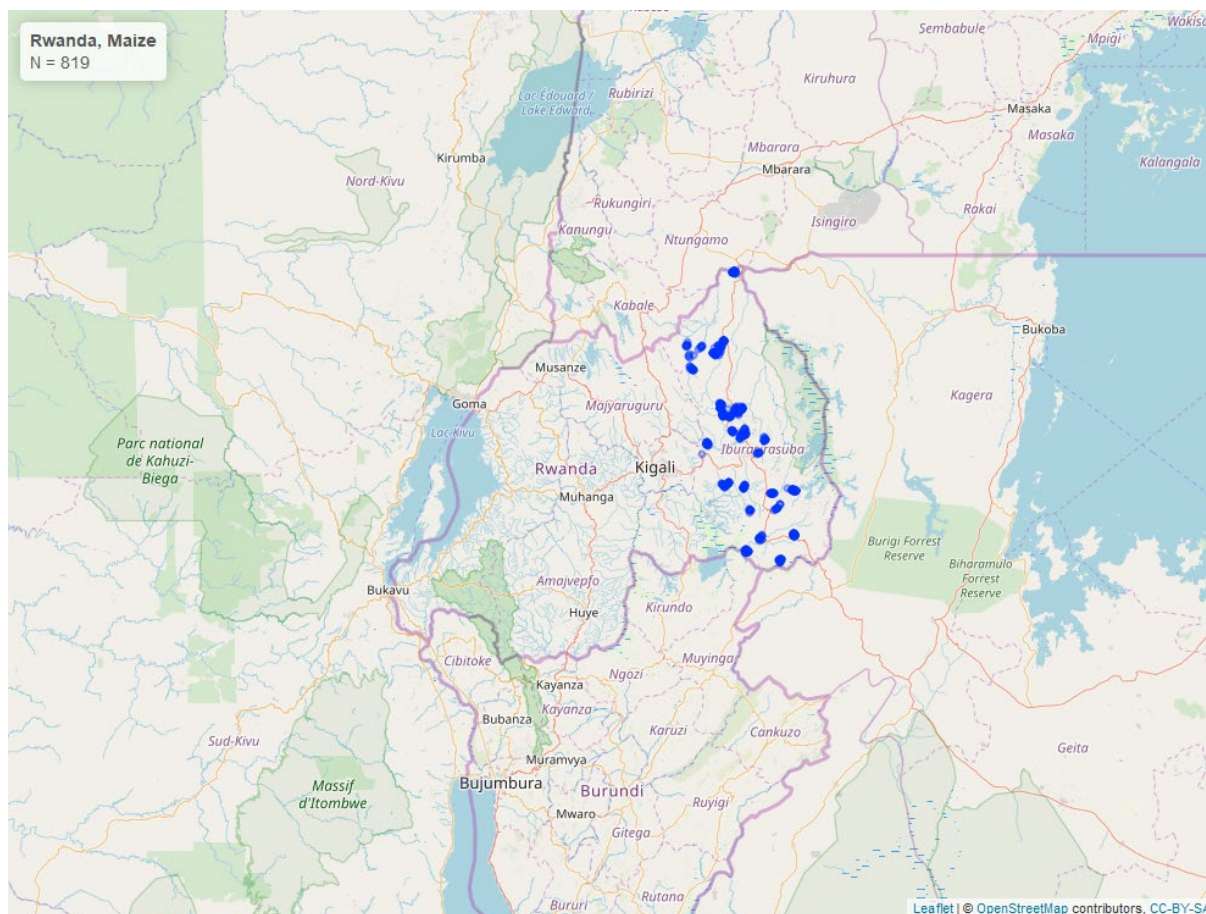 Rwanda, Maize
N = 819
Sembabule
Mpigi
Kiruhura
Lac Édouard /
Lake Edward
Rubirizi
Masaka
Masaka
Kirumba
Mbarara
Mbarara
Kalangala
Nord-Kivu
Rukungiri
Isingiro
Rakai
Kanungu
Ntungamo
Kabale
Bukoba
Musanze
Goma
Majyaruguru
Kagera
Lac Kivu
Parc national
de Kahuzi-
Biega
Iburasirasuba
Rwanda
Kigali
Muhanga
Burigi Forrest
Reserve
Biharamulo
Forrest
Reserve
Bukavu
Amajyepfo
Kirundo
Huye
Cibitoke
Ngozi
Muyinga
Kayanza
Kayanza
Bubanza
Karuzi
Cankuzo
Sud-Kivu
Muramvya
Geita
Massif
d'Itombwe
Bujumbura
Burundi
Ruyigi
Mwaro
Gitega
Rutana
Bururi
Leaflet | © OpenStreetMap contributors, CC-BY-SA